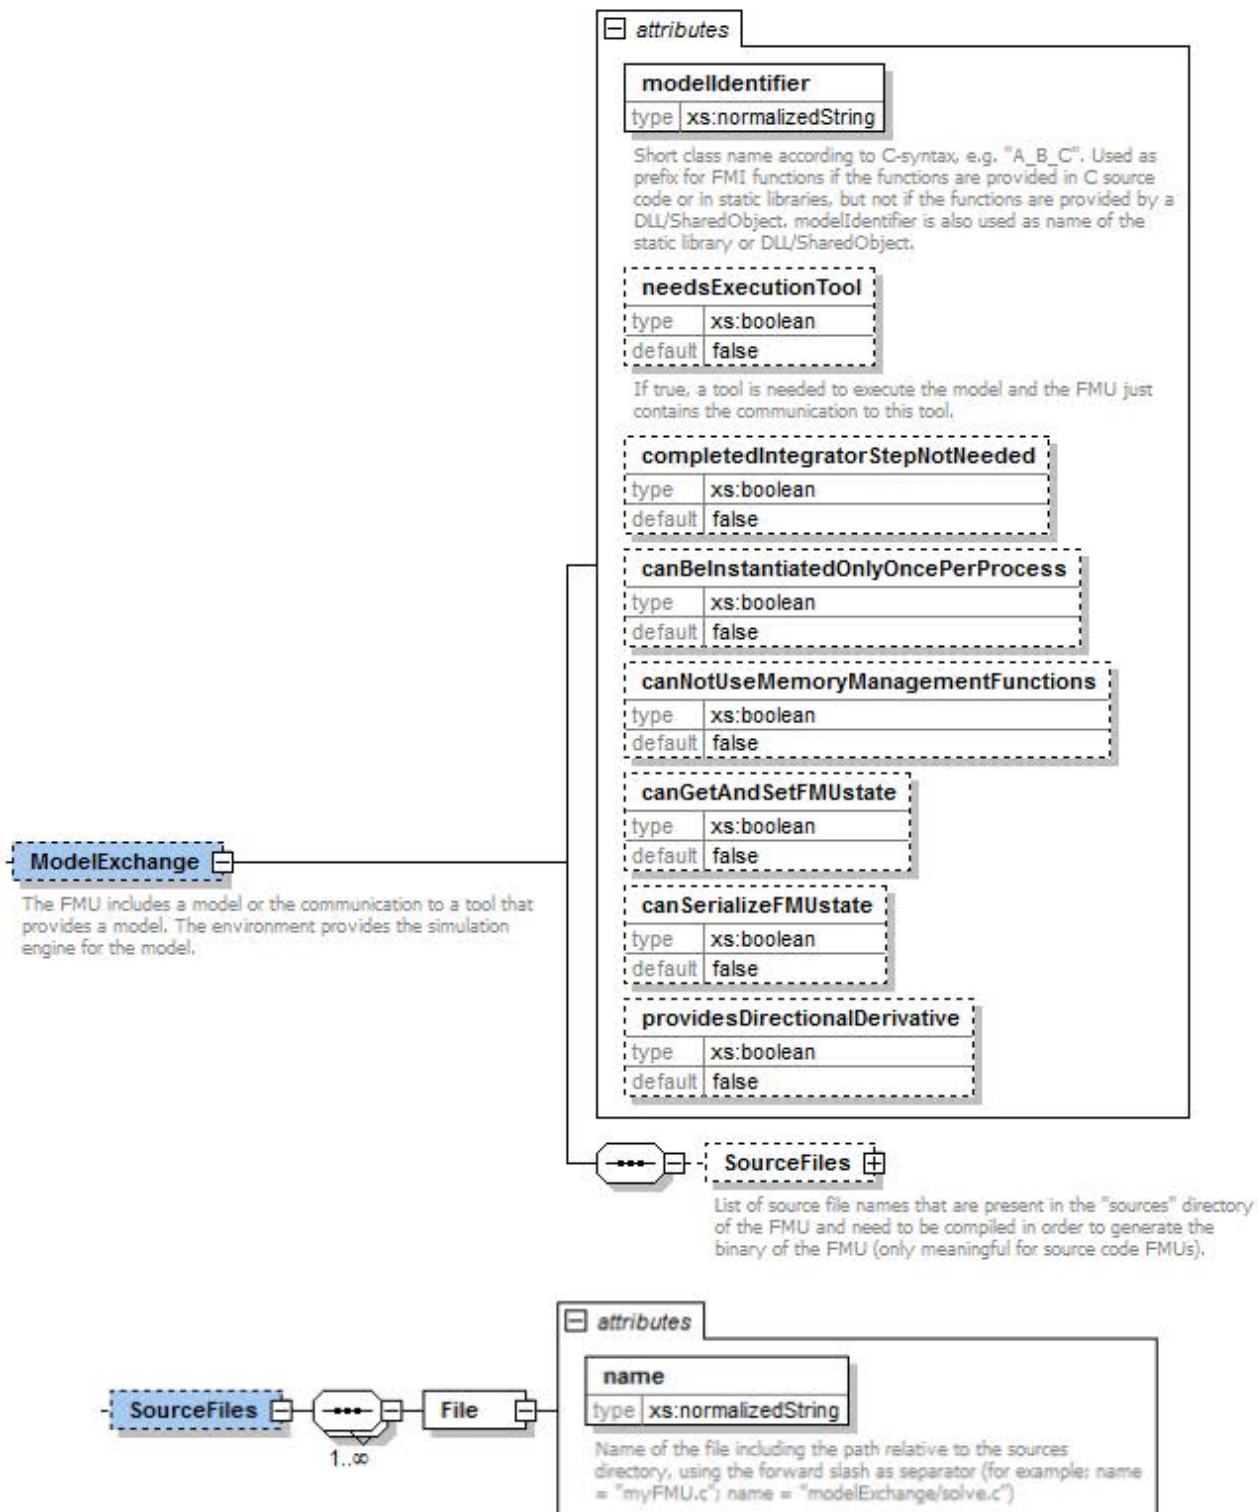 attributes
modelIdentifier
type xs:normalizedString
Short class name according to C-syntax, e.g. "A_B_C". Used as
prefix for FMI functions if the functions are provided in C source
code or in static libraries, but not if the functions are provided by a
DLL/SharedObject. modelIdentifier is also used as name of the
static library or DLL/SharedObject.
needsExecutionTool
type xs:boolean
default false
If true, a tool is needed to execute the model and the FMU just
contains the communication to this tool.
completedIntegratorStepNotNeeded
type xs:boolean
default false
canBeInstantiatedOnlyOncePerProcess
type xs:boolean
default false
canNotUseMemoryManagementFunctions
type xs:boolean
default false
canGetAndSetFMUstate
type xs:boolean
default false
ModelExchange
The FMU includes a model or the communication to a tool that
provides a model. The environment provides the simulation
engine for the model.
canSerializeFMUstate
type xs:boolean
default false
providesDirectionalDerivative
type xs:boolean
default false
SourceFiles
List of source file names that are present in the "sources" directory
of the FMU and need to be compiled in order to generate the
binary of the FMU (only meaningful for source code FMUs).
attributes
SourceFiles
1..∞
File
name
type xs:normalizedString
Name of the file including the path relative to the sources
directory, using the forward slash as separator (for example: name
= "myFMU.c"; name = "modelExchange/solve.c")